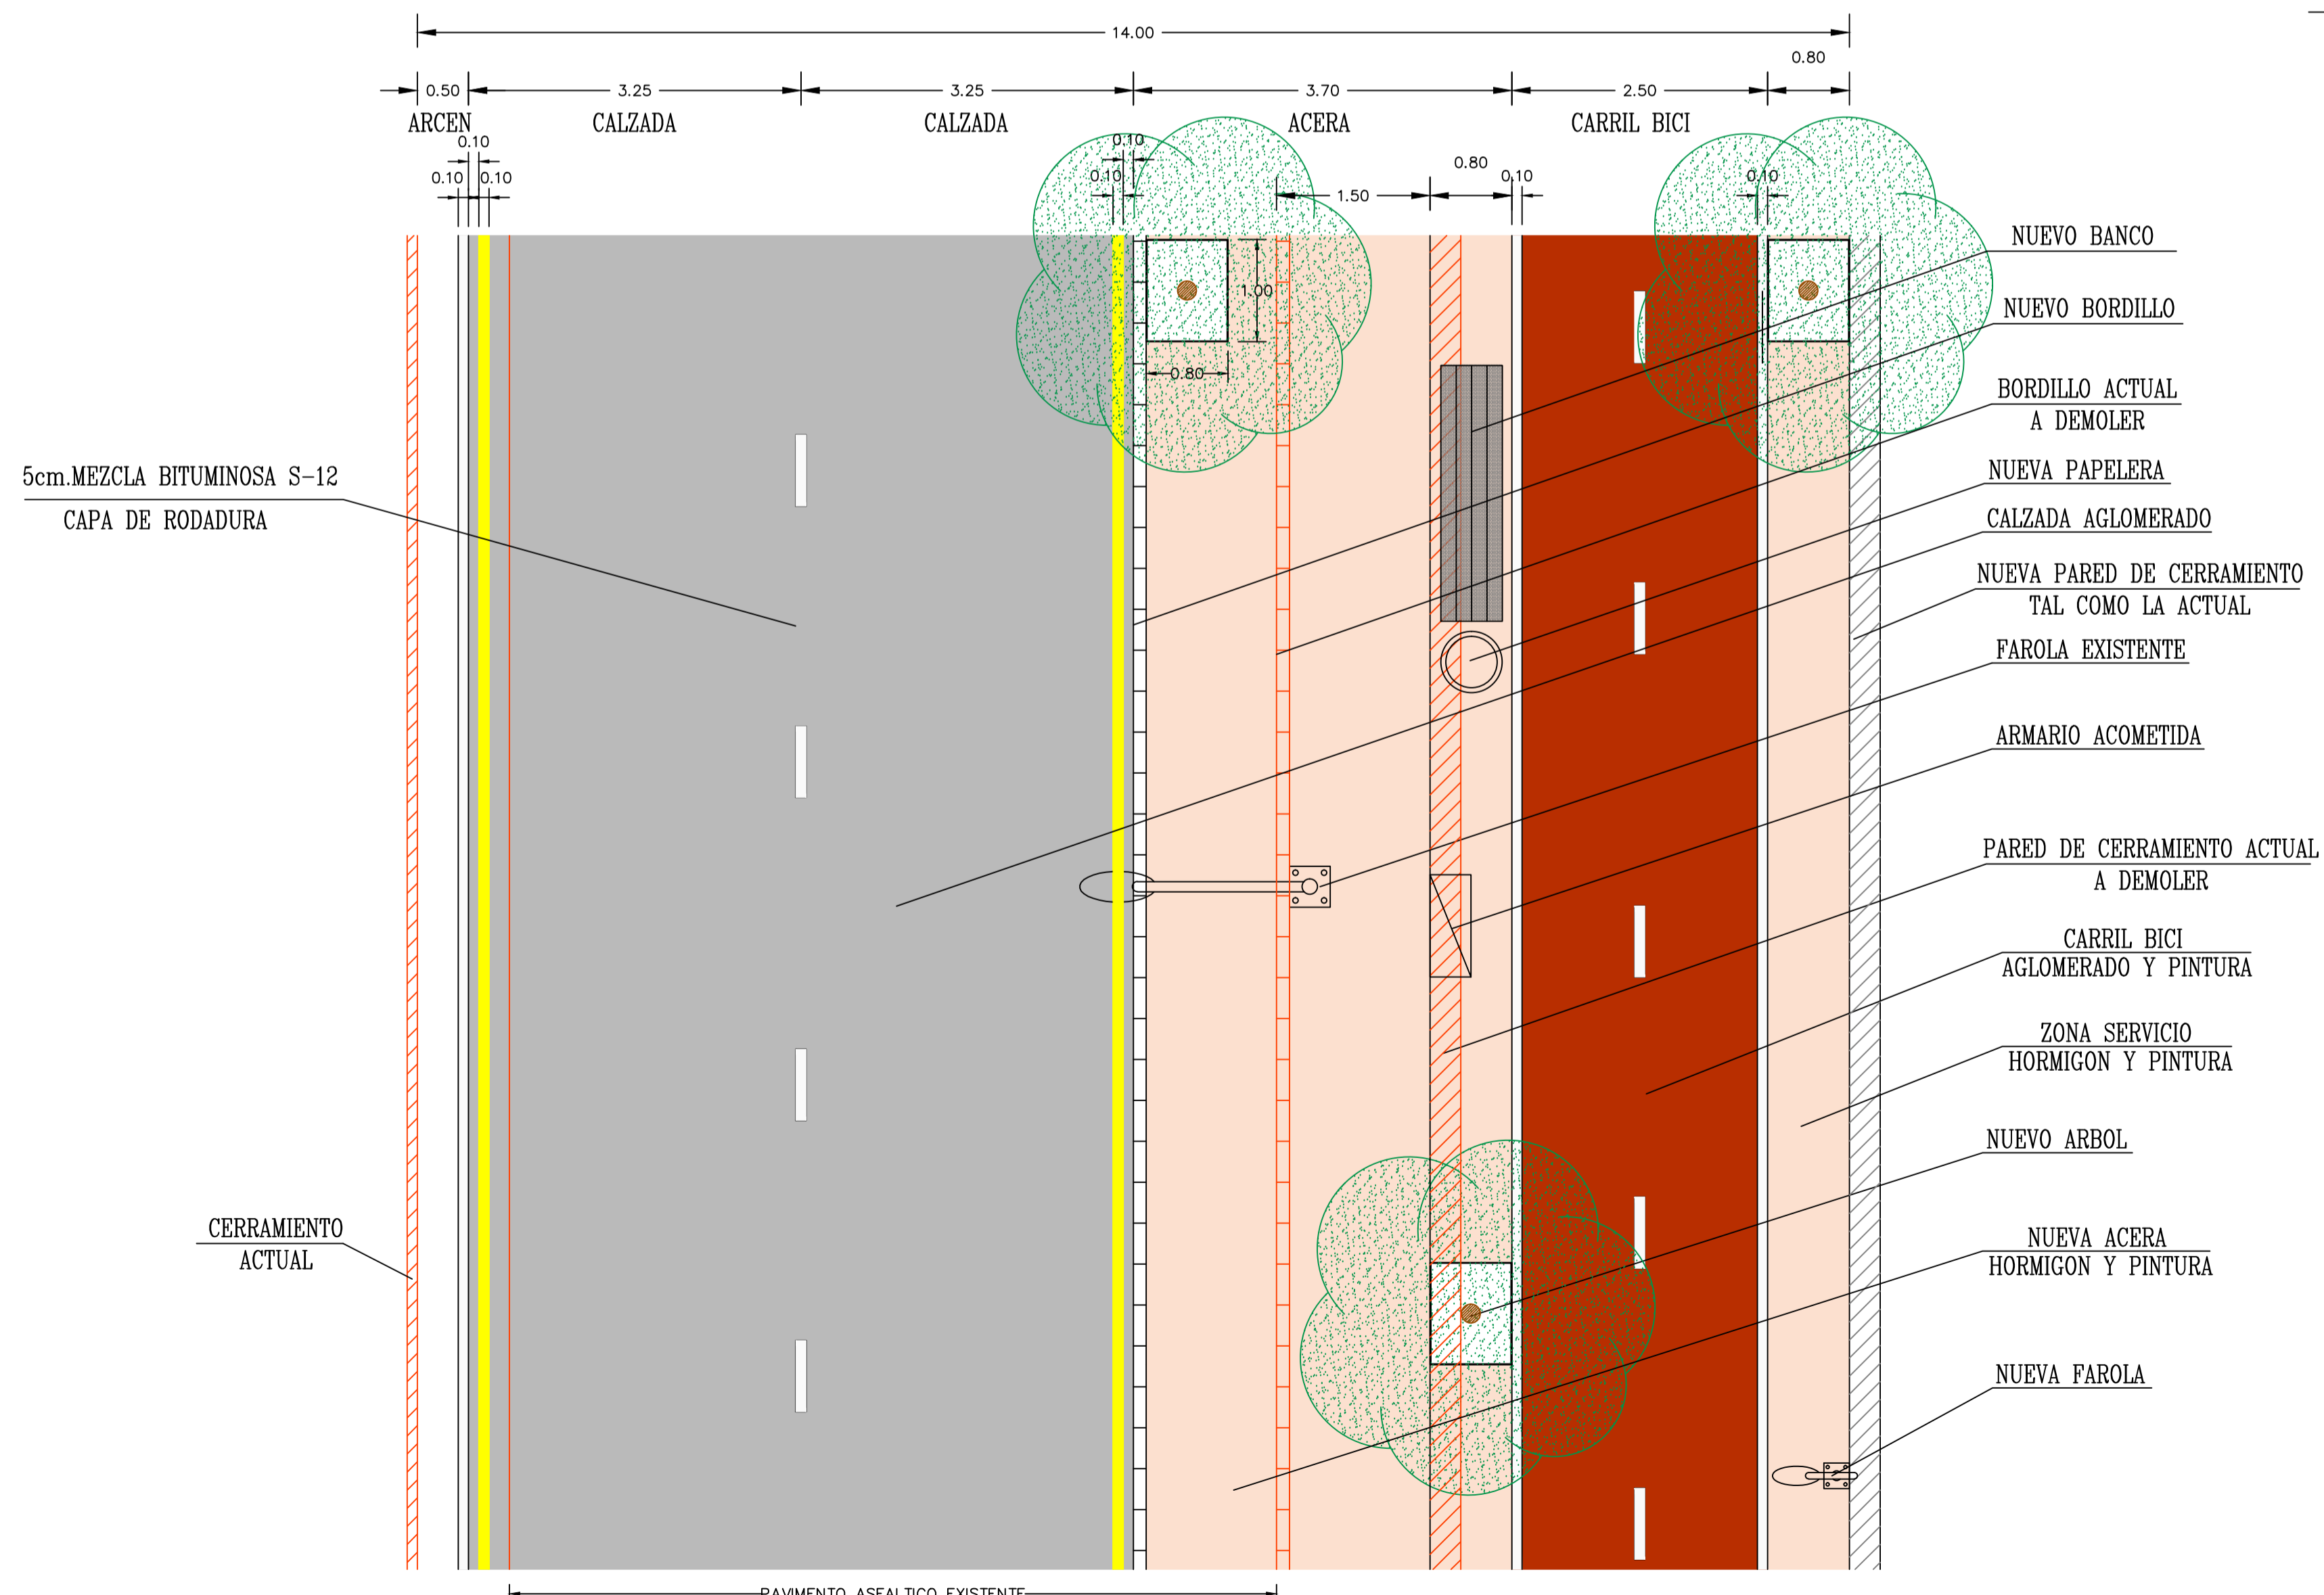 14.00
0.80
0.50
3.25
3.25
3.70
2.50
ARCEN
CALZADA
CALZADA
ACERA
CARRIL BICI
0.10
0.10
0.10
0.10
0.10
1.50
0.80
0.10
0.10
1.00
0.80
NUEVO BANCO
NUEVO BORDILLO
BORDILLO ACTUAL
A DEMOLER
NUEVA PAPELERA
CALZADA AGLOMERADO
NUEVA PARED DE CERRAMIENTO
TAL COMO LA ACTUAL
FAROLA EXISTENTE
ARMARIO ACOMETIDA
PARED DE CERRAMIENTO ACTUAL
A DEMOLER
CARRIL BICI
AGLOMERADO Y PINTURA
ZONA SERVICIO
HORMIGON Y PINTURA
NUEVO ARBOL
NUEVA ACERA
HORMIGON Y PINTURA
NUEVA FAROLA
5cm.MEZCLA BITUMINOSA S-12
CAPA DE RODADURA
CERRAMIENTO
ACTUAL
PAVIMENTO ASFALTICO EXISTENTE